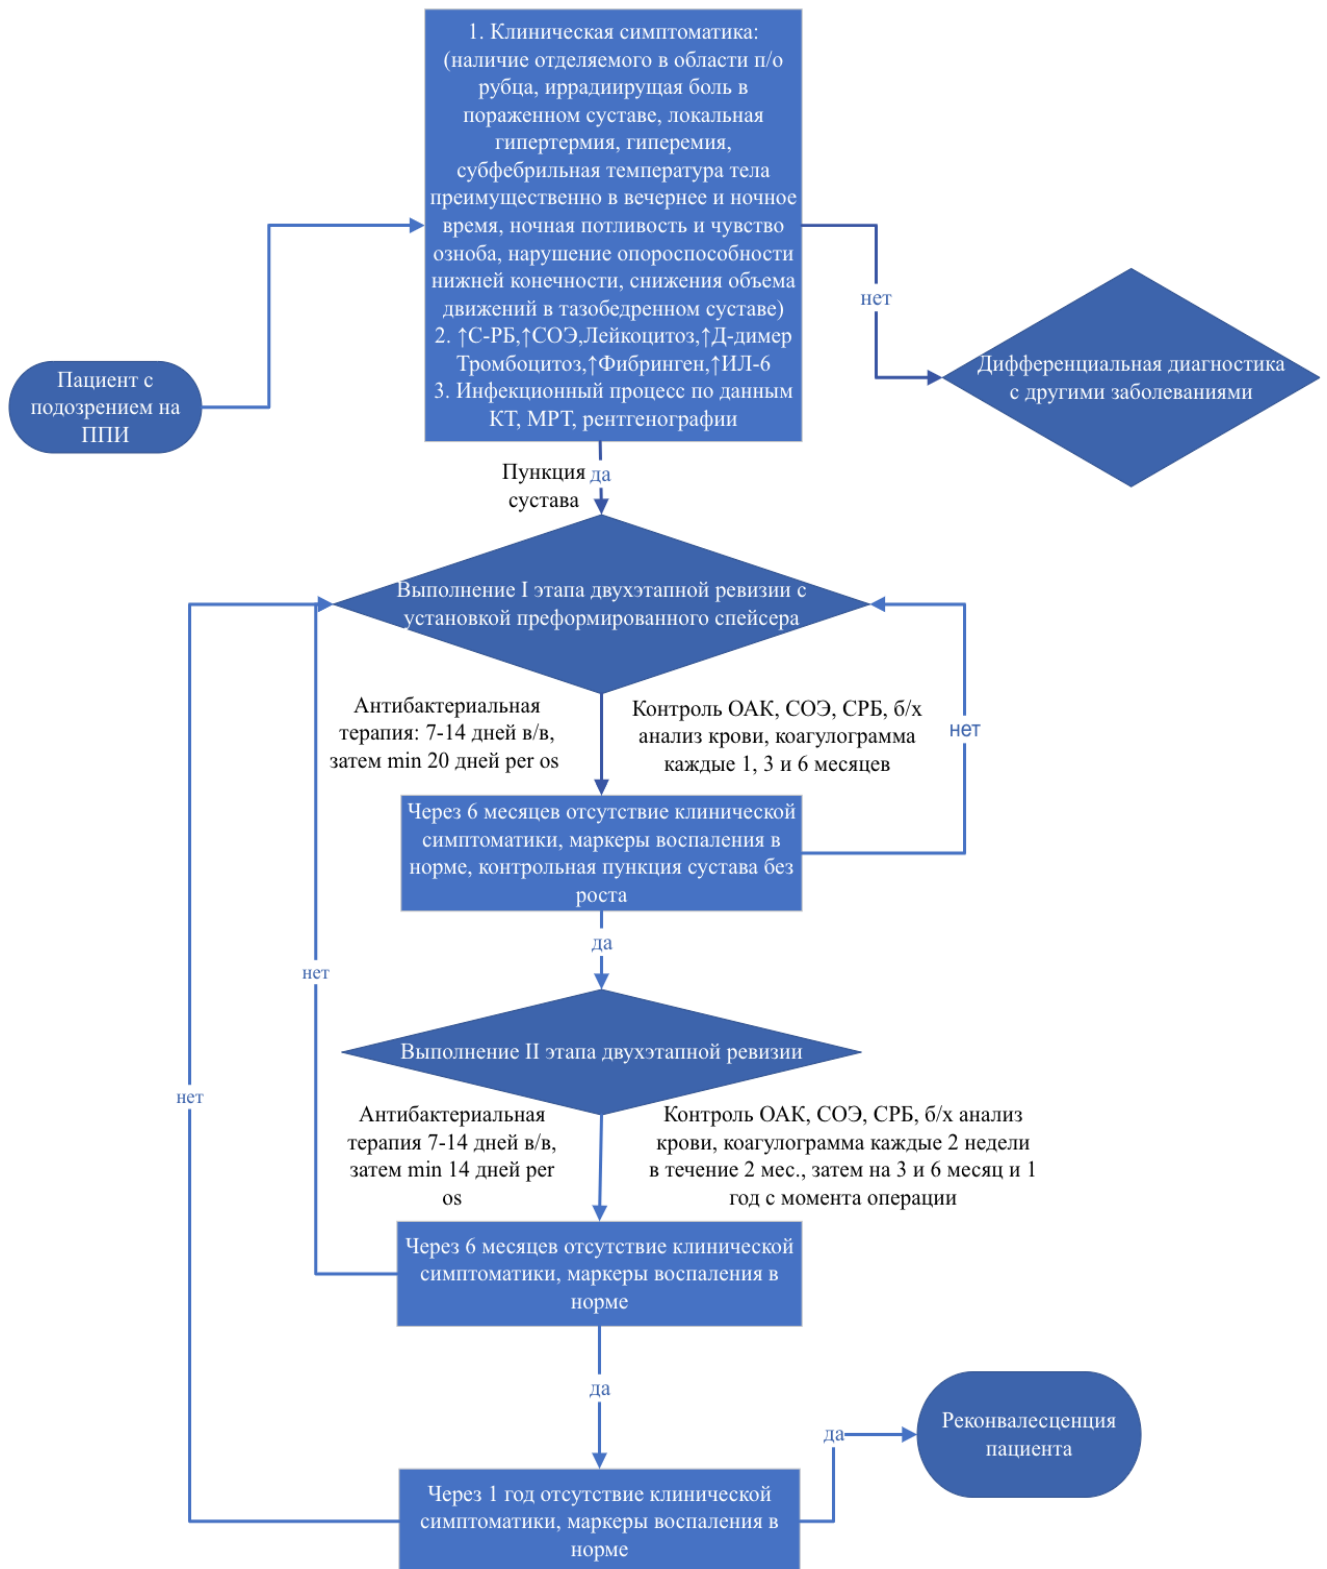 1. Клиническая симптоматика:
(наличие отделяемого в области п/о
рубца, иррадиирущая боль в
пораженном суставе, локальная
гипертермия, гиперемия,
субфебрильная температура тела
преимущественно в вечернее и ночное
время, ночная потливость и чувство
озноба, нарушение опороспособности
нижней конечности, снижения объема
движений в тазобедренном суставе)
2. ↑С-РБ,↑СОЭ,Лейкоцитоз,↑Д-димер
Тромбоцитоз,↑Фибринген,↑ИЛ-6
3. Инфекционный процесс по данным
КТ, МРТ, рентгенографии
нет
Дифференциальная диагностика
с другими заболеваниями
Пациент с
подозрением на
ППИ
Пункция
сустава
да
Выполнение I этапа двухэтапной ревизии с
установкой преформированного спейсера
Антибактериальная
терапия: 7-14 дней в/в,
затем min 20 дней per os
Контроль ОАК, СОЭ, СРБ, б/х
анализ крови, коагулограмма
каждые 1, 3 и 6 месяцев
нет
Через 6 месяцев отсутствие клинической
симптоматики, маркеры воспаления в
норме, контрольная пункция сустава без
роста
да
нет
Выполнение II этапа двухэтапной ревизии
нет
Антибактериальная
терапия 7-14 дней в/в,
затем min 14 дней per
os
Контроль ОАК, СОЭ, СРБ, б/х анализ
крови, коагулограмма каждые 2 недели
в течение 2 мес., затем на 3 и 6 месяц и 1
год с момента операции
Через 6 месяцев отсутствие клинической
симптоматики, маркеры воспаления в
норме
да
Реконвалесценция
пациента
да
Через 1 год отсутствие клинической
симптоматики, маркеры воспаления в
норме